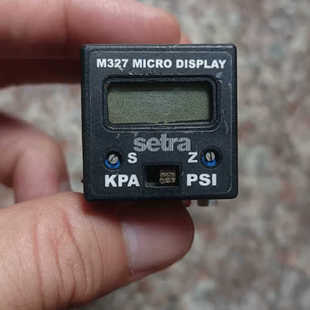 M327 MICRO DISPLAY
setra
S Z
KPA PSI